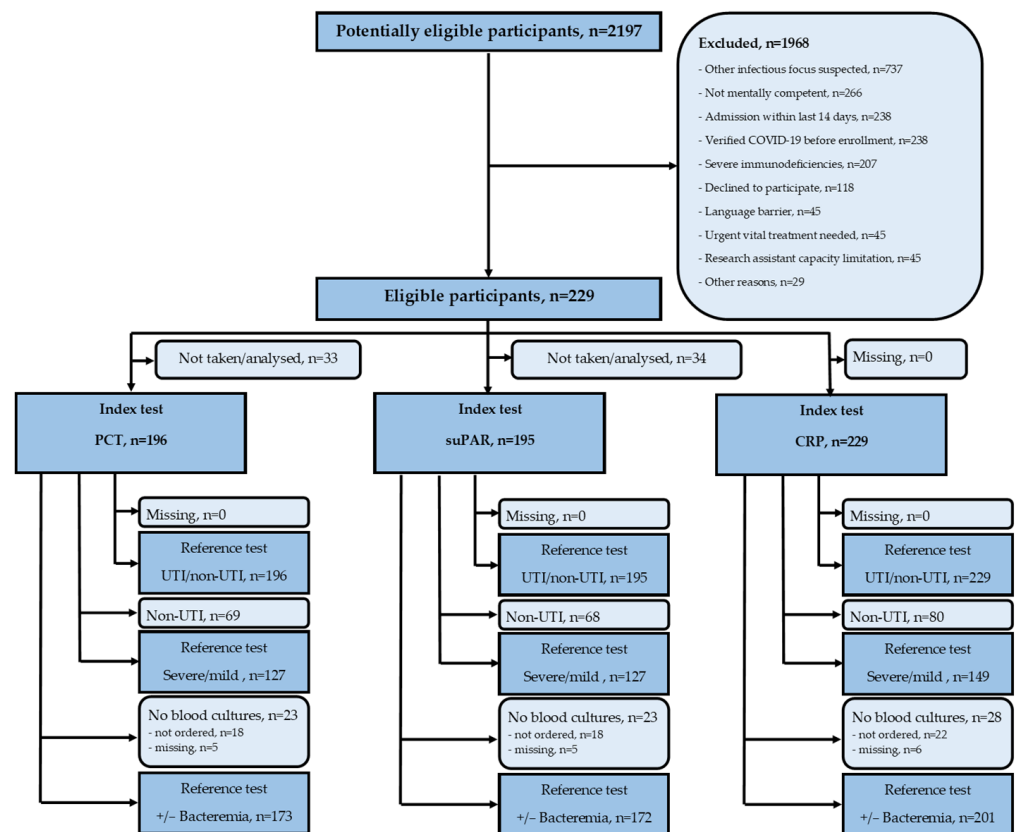 Potentially eligible participants, n=2197
Excluded, n=1968
- Other infectious focus suspected, n=737
- Not mentally competent, n=266
- Admission within last 14 days, n=238
- Verified COVID-19 before enrollment, n=238
- Severe immunodeficiencies, n=207
- Declined to participate, n=118
- Language barrier, n=45
- Urgent vital treatment needed, n=45
- Research assistant capacity limitation, n=45
- Other reasons, n=29
Eligible participants, n=229
Not taken/analysed, n=33
Not taken/analysed, n=34
Missing, n=0
Index test
PCT, n=196
Index test
suPAR, n=195
Index test
CRP, n=229
Missing, n=0
Reference test
UTI/non-UTI, n=196
Non-UTI, n=69
Reference test
Severe/mild , n=127
No blood cultures, n=23
- not ordered, n=18
- missing, n=5
Reference test
+/– Bacteremia, n=173
Missing, n=0
Reference test
UTI/non-UTI, n=195
Non-UTI, n=68
Reference test
Severe/mild , n=127
No blood cultures, n=23
- not ordered, n=18
- missing, n=5
Reference test
+/– Bacteremia, n=172
Missing, n=0
Reference test
UTI/non-UTI, n=229
Non-UTI, n=80
Reference test
Severe/mild , n=149
No blood cultures, n=28
- not ordered, n=22
- missing, n=6
Reference test
+/– Bacteremia, n=201